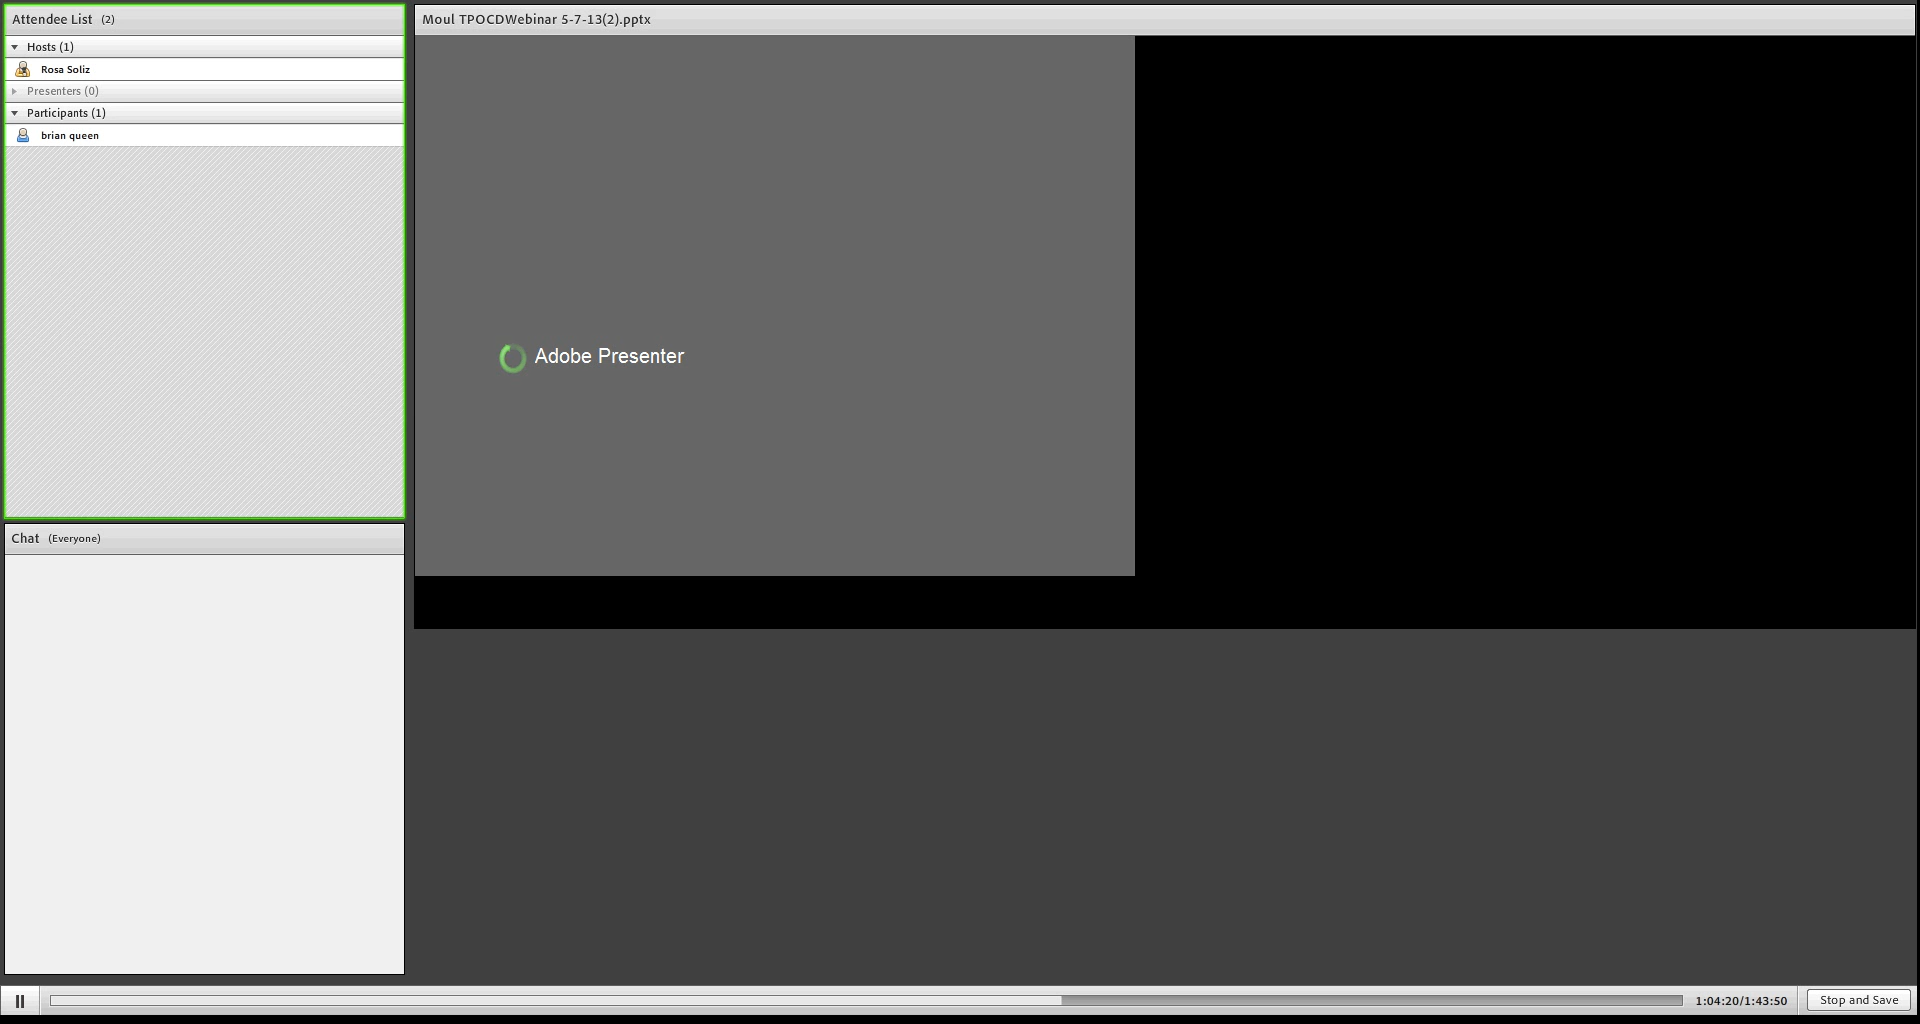 Attendee List (2)
Hosts (1)
Rosa Soliz
Presenters (0)
Participants (1)
brian queen
Chat (Everyone)
Moul TPOCDWebinar 5-7-13(2).pptx
Adobe Presenter
1:04:20/1:43:50
Stop and Save